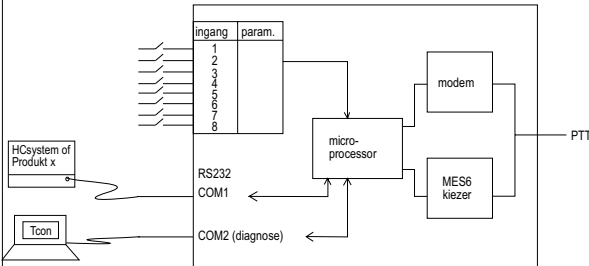 ingang param.
1
2
3
4
5
6
7
8
modem
micro-
processor
PTT
HCsystem of
Produkt x
RS232
COM1
MES6
kiezer
Tcon
COM2 (diagnose)